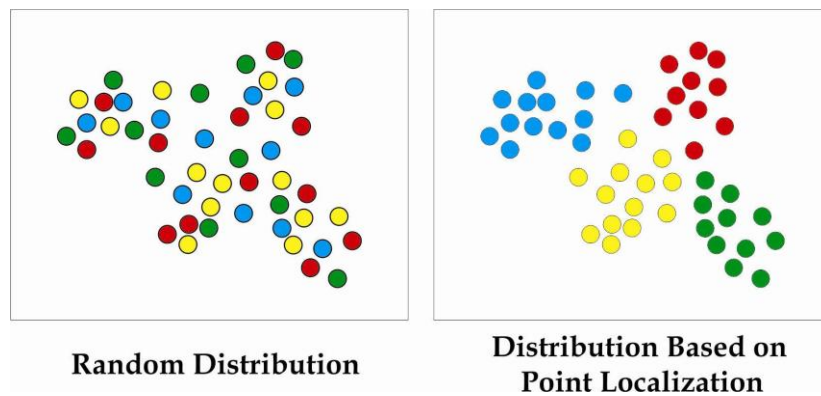 Random Distribution
Distribution Based on
Point Localization